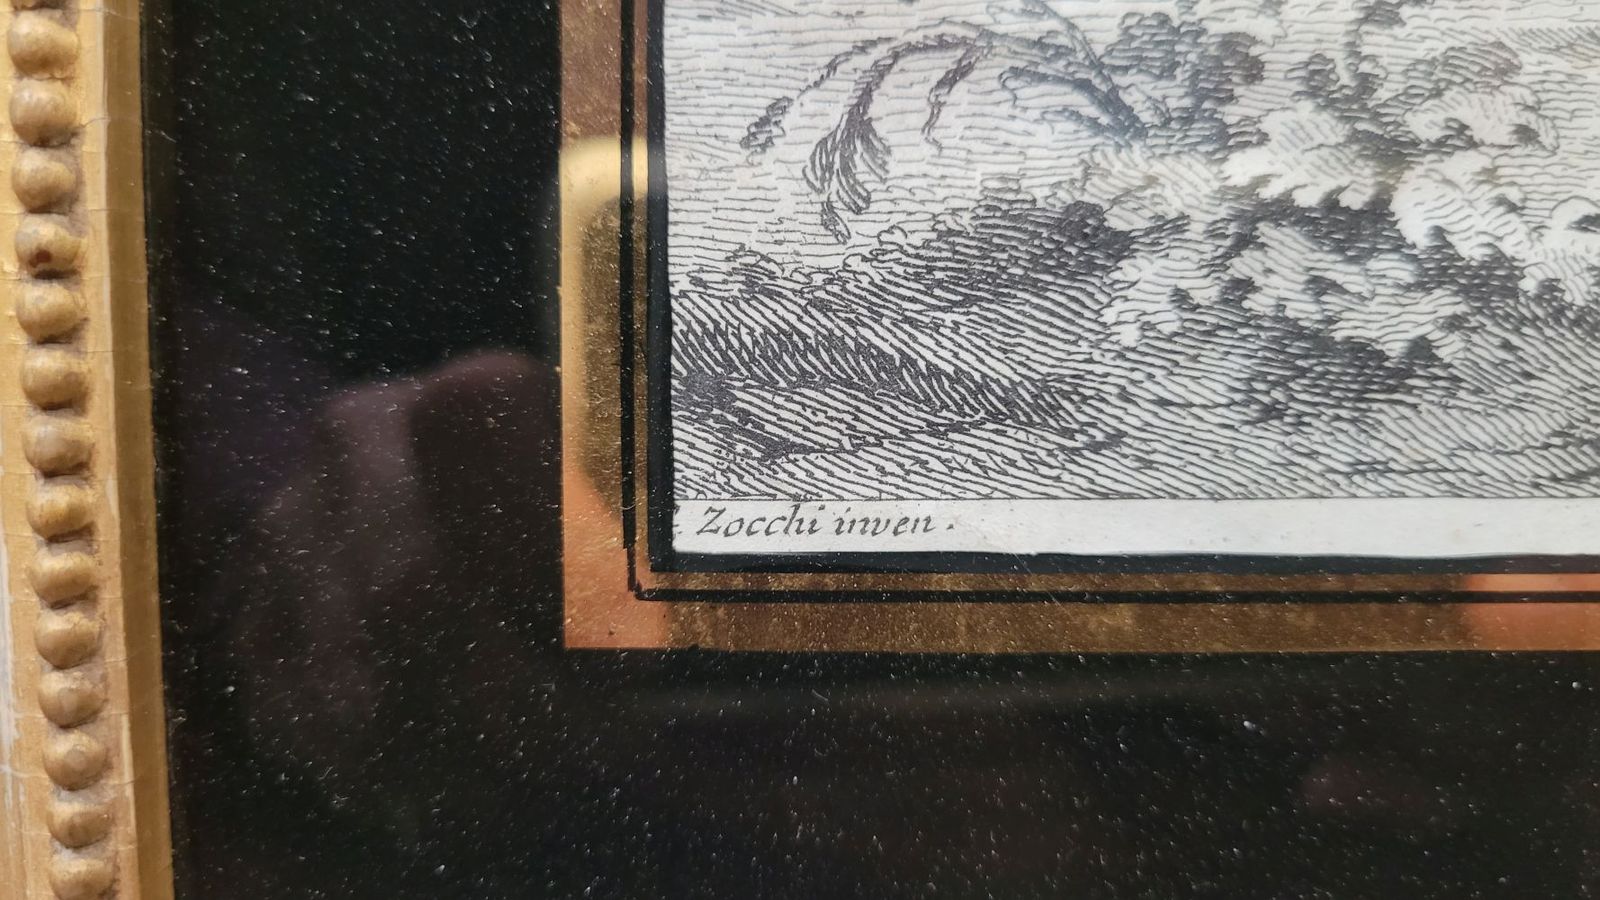 Zocchi inven .